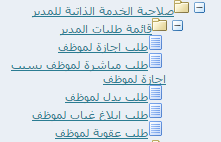 صلاحية الخدمة الذاتية للمدير
قائمة طلبات المدير
طلب اجازة لموظف
طلب مباشرة لموظف بسبب
اجازة لموظف
طلب بدل لموظف
طلب ابلاغ غياب لموظف
طلب عقوبة لموظف